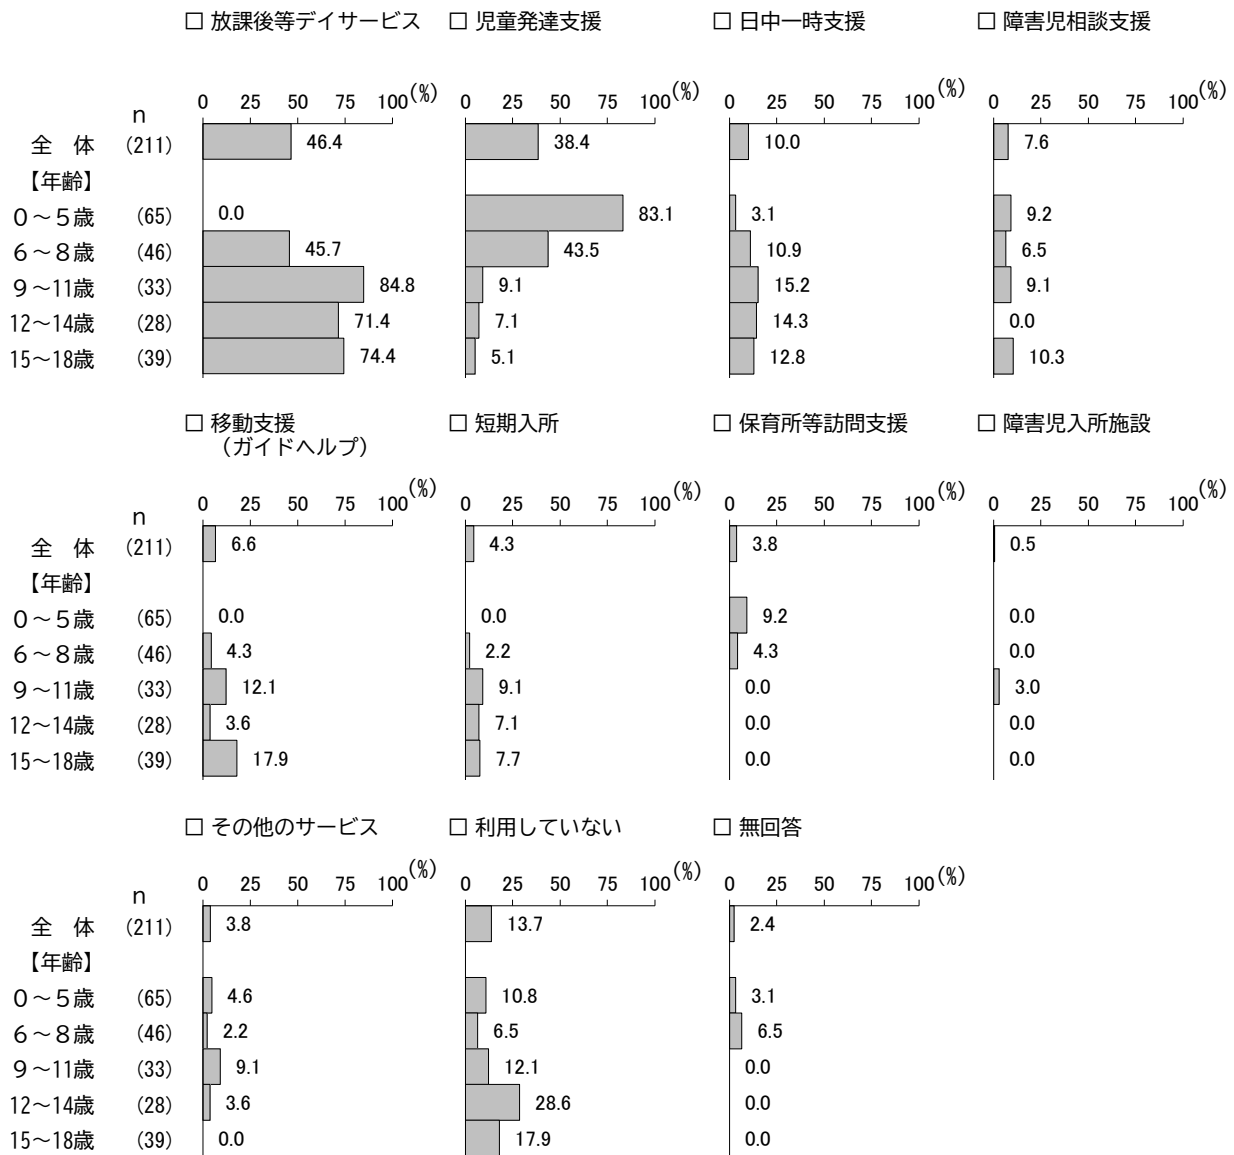 □ 放課後等デイサービス □ 児童発達支援 □ 日中一時支援 □ 障害児相談支援
0 25 50 75 100(%) 0 25 50 75 100(%) 0 25 50 75 100(%) 0 25 50 75 100(%)
n
全 体 (211) 46.4 38.4 10.0 7.6
【年齢】
0~5歳 (65) 0.0 83.1 3.1 9.2
6~8歳 (46) 45.7 43.5 10.9 6.5
9~11歳 (33) 84.8 9.1 15.2 9.1
12~14歳 (28) 71.4 7.1 14.3 0.0
15~18歳 (39) 74.4 5.1 12.8 10.3
□ 移動支援 □ 短期入所 □ 保育所等訪問支援 □ 障害児入所施設
(ガイドヘルプ)
0 25 50 75 100(%) 0 25 50 75 100(%) 0 25 50 75 100(%) 0 25 50 75 100(%)
n
全 体 (211) 6.6 4.3 3.8 0.5
【年齢】
0~5歳 (65) 0.0 0.0 9.2 0.0
6~8歳 (46) 4.3 2.2 4.3 0.0
9~11歳 (33) 12.1 9.1 0.0 3.0
12~14歳 (28) 3.6 7.1 0.0 0.0
15~18歳 (39) 17.9 7.7 0.0 0.0
□ その他のサービス □ 利用していない □ 無回答
0 25 50 75 100(%) 0 25 50 75 100(%) 0 25 50 75 100(%)
n
全 体 (211) 3.8 13.7 2.4
【年齢】
0~5歳 (65) 4.6 10.8 3.1
6~8歳 (46) 2.2 6.5 6.5
9~11歳 (33) 9.1 12.1 0.0
12~14歳 (28) 3.6 28.6 0.0
15~18歳 (39) 0.0 17.9 0.0